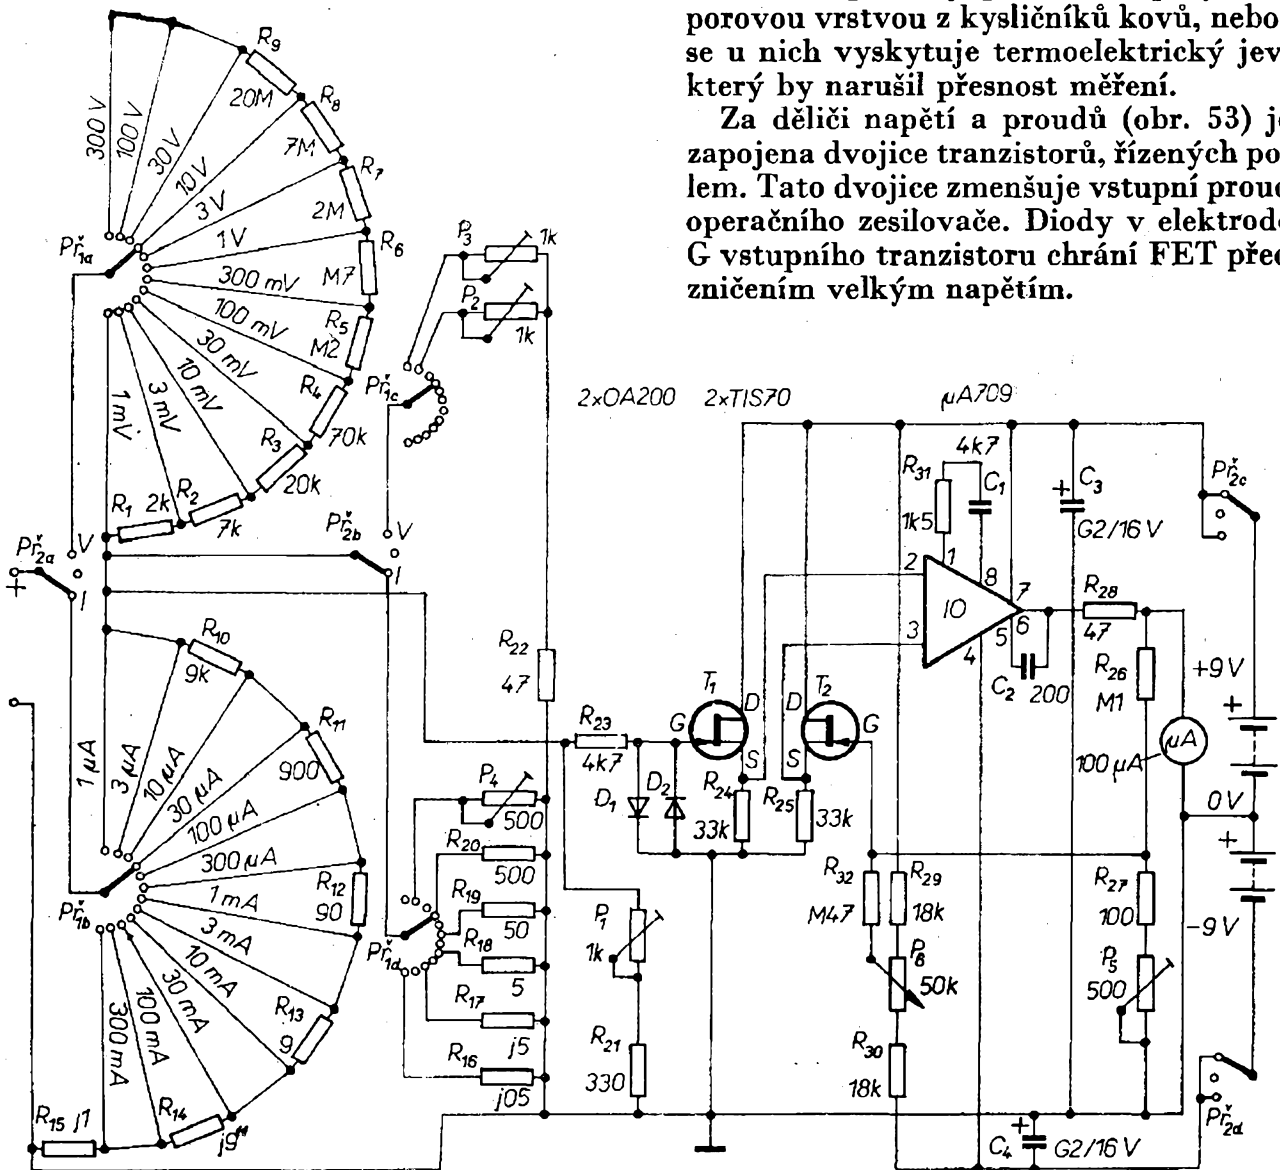 porovou vrstvou z kysličníků kovů, nebo
se u nich vyskytuje termoelektrický jev
který by narušil přesnost měření.
Za děliči napětí a proudů (obr. 53) je
zapojena dvojice tranzistorů, řízených po
lem. Tato dvojice zmenšuje vstupní proud
operačního zesilovače. Diody v elektrodě
G vstupního tranzistoru chrání FET před
zničením velkým napětím.
300 V
100 V
30 V
10 V
3 V
1 V
300 mV
100 mV
30 mV
10 mV
3 mV
1 mV
R9
20M
R8
7M
R7
2M
R6
M7
R5
M2
R4
70k
R3
20k
R2
7k
R1 2k
Př1a
Př2a
V
I
+
Př2b
V
I
Př1c
P3 1k
P2
1k
2×OA200 2×TIS70 µA709
R10
9k
R11
900
R12
90
R13
9
R14
j9
R15 j1
1 µA
3 µA
10 µA
30 µA
100 µA
300 µA
1 mA
3 mA
10 mA
30 mA
100 mA
300 mA
Př1b
Př1d
R22
47
P4
500
R20
500
R19
50
R18
5
R17
j5
R16
j05
R23
4k7
D1
D2
P1
1k
R21
330
T1
G
D
S
T2
D
G
S
R24
33k
R25
33k
R31
1k5
4k7
C1
1
2
3
4
5
6
7
8
IO
C2 200
C3
+
G2/16 V
R28
47
R26
M1
R27
100
P5
500
R32
M47
R29
18k
P6
50k
R30
18k
C4
+
G2/16 V
µA
100 µA
+9 V
0 V
-9 V
+
+
Př2c
Př2d